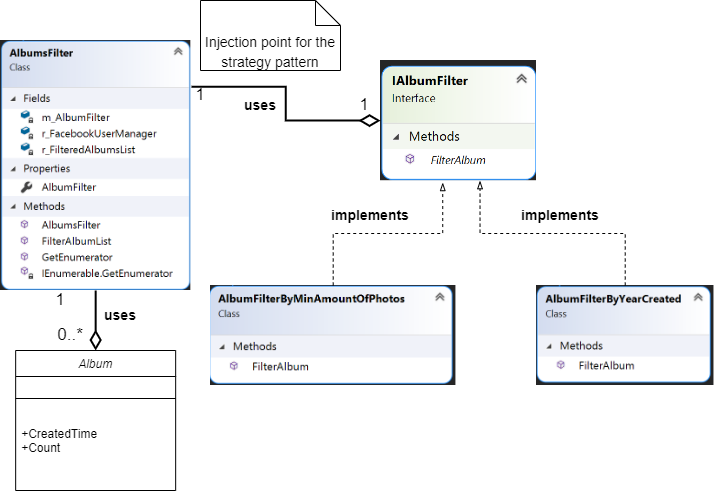 AlbumsFilter
Class
Fields
m_AlbumFilter
r_FacebookUserManager
r_FilteredAlbumsList
Properties
AlbumFilter
Methods
AlbumsFilter
FilterAlbumList
GetEnumerator
IEnumerable.GetEnumerator
Injection point for the
strategy pattern
1
uses
1
IAlbumFilter
Interface
Methods
FilterAlbum
implements
implements
AlbumFilterByMinAmountOfPhotos
Class
Methods
FilterAlbum
AlbumFilterByYearCreated
Class
Methods
FilterAlbum
1
uses
0..*
Album
+CreatedTime
+Count